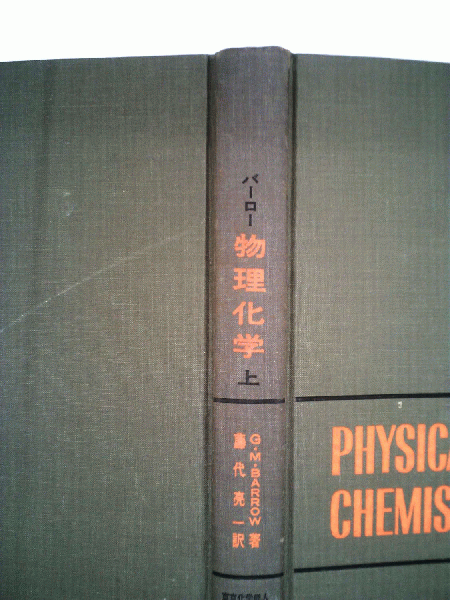 バーロー
物理化学
上
G・M・BARROW 著
藤代亮一訳
PHYSICA
CHEMIS